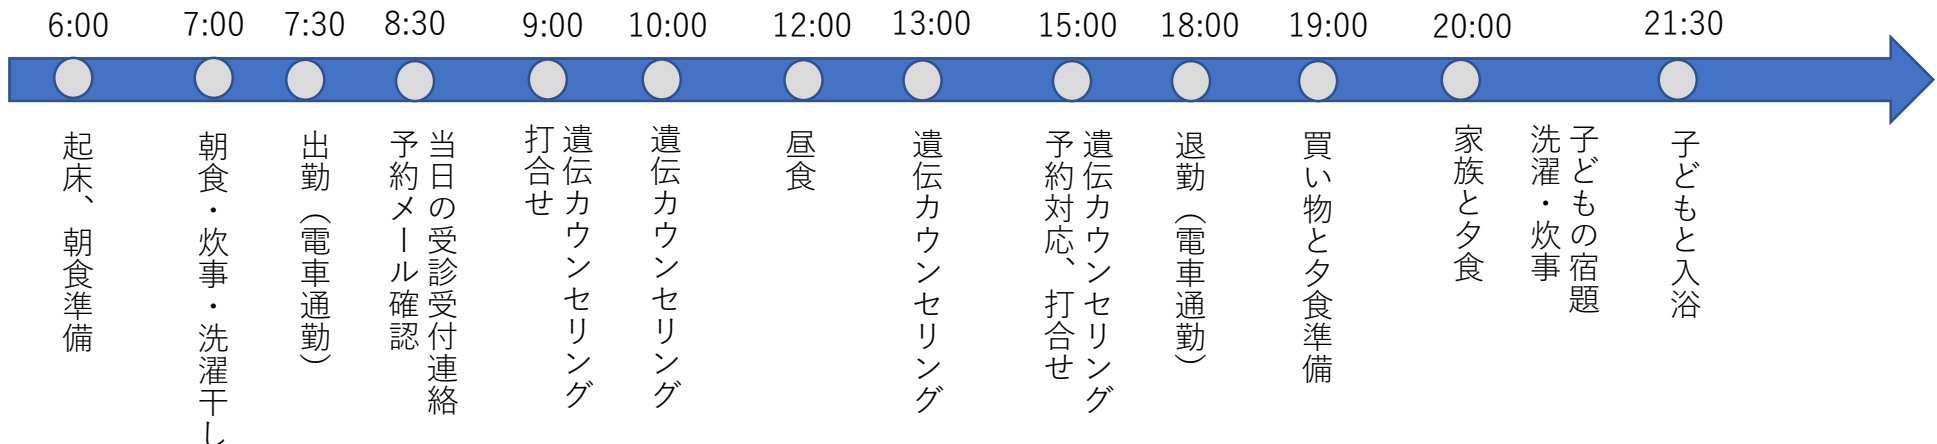 6:00
7:00
7:30
8:30
9:00
10:00
12:00
13:00
15:00
18:00
19:00
20:00
21:30
起床、朝食準備
朝食・炊事・洗濯干し
出勤（電車通勤）
当日の受診受付連絡
予約メール確認
遺伝カウンセリング
打合せ
遺伝カウンセリング
昼食
遺伝カウンセリング
遺伝カウンセリング
予約対応、打合せ
退勤（電車通勤）
買い物と夕食準備
家族と夕食
子どもの宿題
洗濯・炊事
子どもと入浴